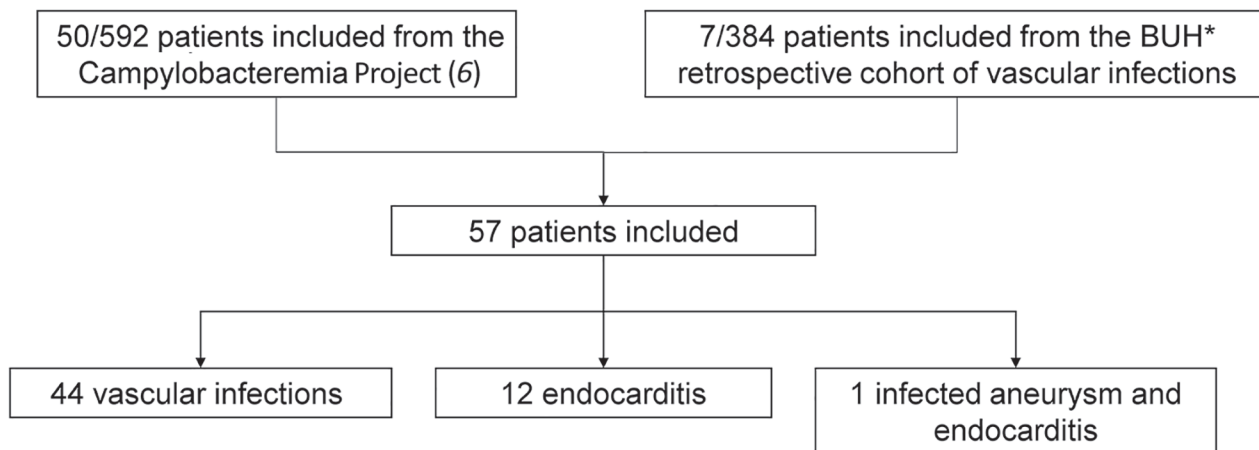 50/592 patients included from the
Campylobacteremia Project (6)
7/384 patients included from the BUH*
retrospective cohort of vascular infections
57 patients included
44 vascular infections
12 endocarditis
1 infected aneurysm and
endocarditis